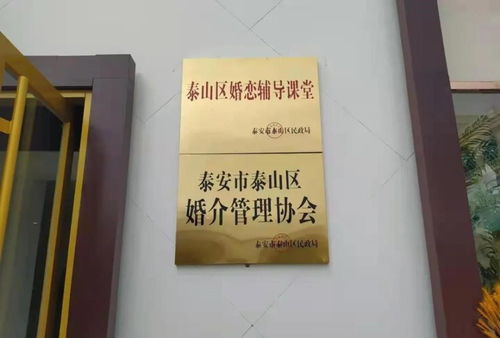 泰山区婚恋辅导课堂
泰安市泰山区民政局
泰安市泰山区
婚介管理协会
泰安市泰山区民政局